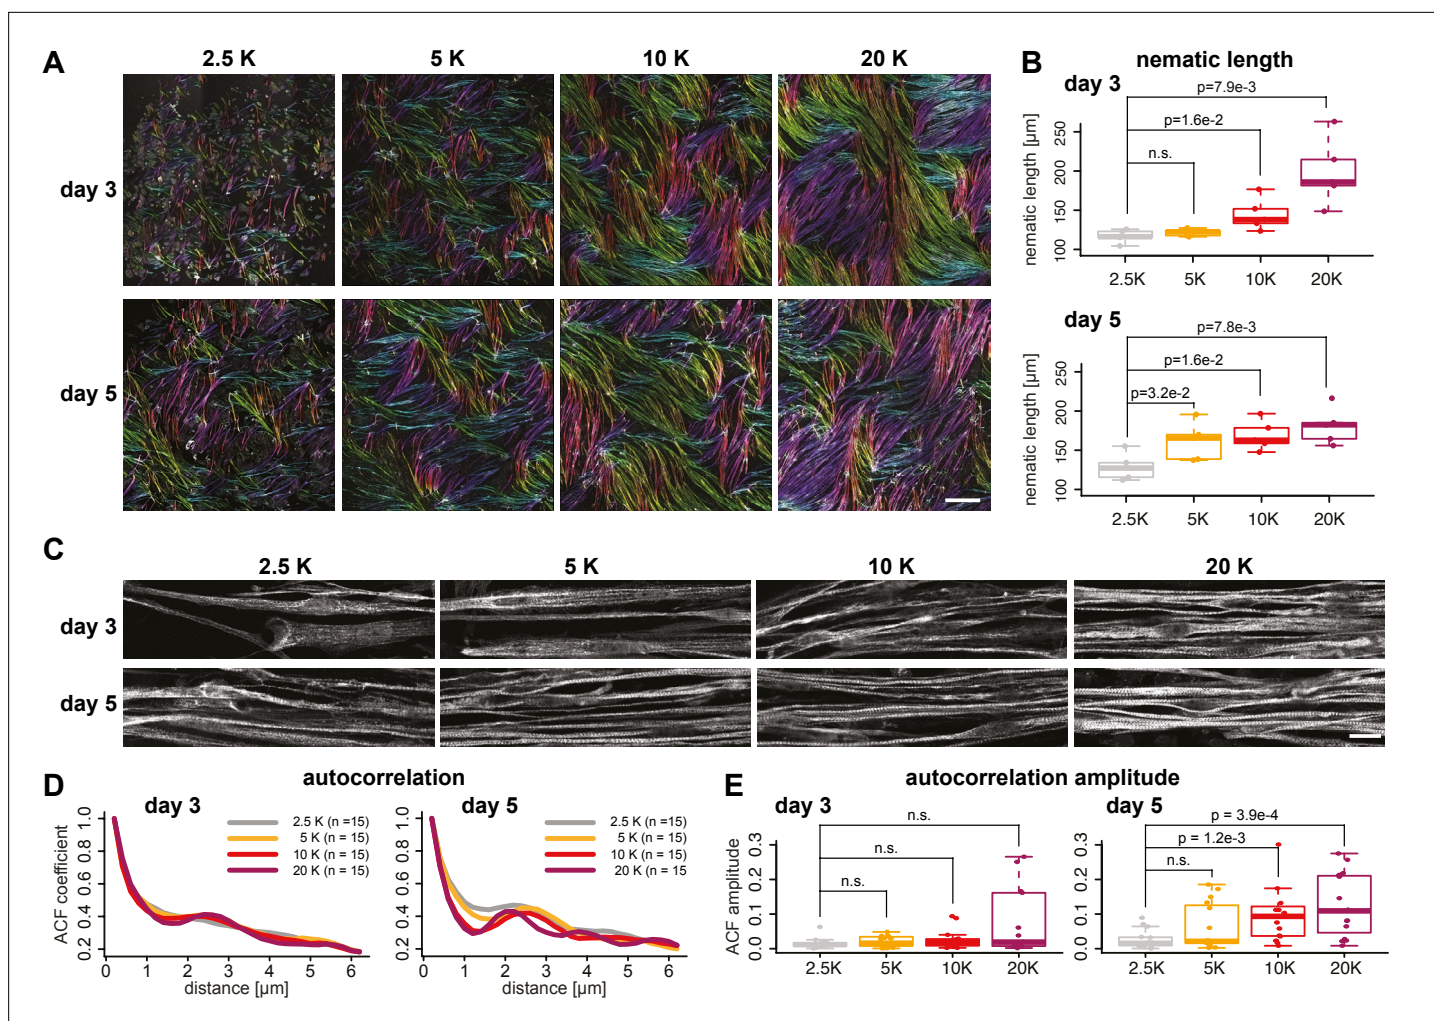 A
2.5 K
5 K
10 K
20 K
day 3
day 5
B
nematic length
day 3
p=7.9e-3
p=1.6e-2
n.s.
nematic length [µm]
250
200
150
100
2.5K
5K
10K
20K
day 5
p=7.8e-3
p=1.6e-2
p=3.2e-2
nematic length [µm]
250
200
150
100
2.5K
5K
10K
20K
C
2.5 K
5 K
10 K
20 K
day 3
day 5
D
autocorrelation
day 3
2.5 K (n =15)
5 K (n = 15)
10 K (n = 15)
20 K (n = 15)
ACF coefficient
1.0
0.8
0.6
0.4
0.2
0 1 2 3 4 5 6
distance [µm]
day 5
2.5 K (n =15)
5 K (n = 15)
10 K (n = 15)
20 K (n = 15
1.0
0.8
0.6
0.4
0.2
0 1 2 3 4 5 6
distance [µm]
E
autocorrelation amplitude
day 3
n.s.
n.s.
n.s.
ACF amplitude
0.3
0.2
0.1
0.0
2.5K
5K
10K
20K
day 5
p = 3.9e-4
p = 1.2e-3
n.s.
0.3
0.2
0.1
0.0
2.5K
5K
10K
20K